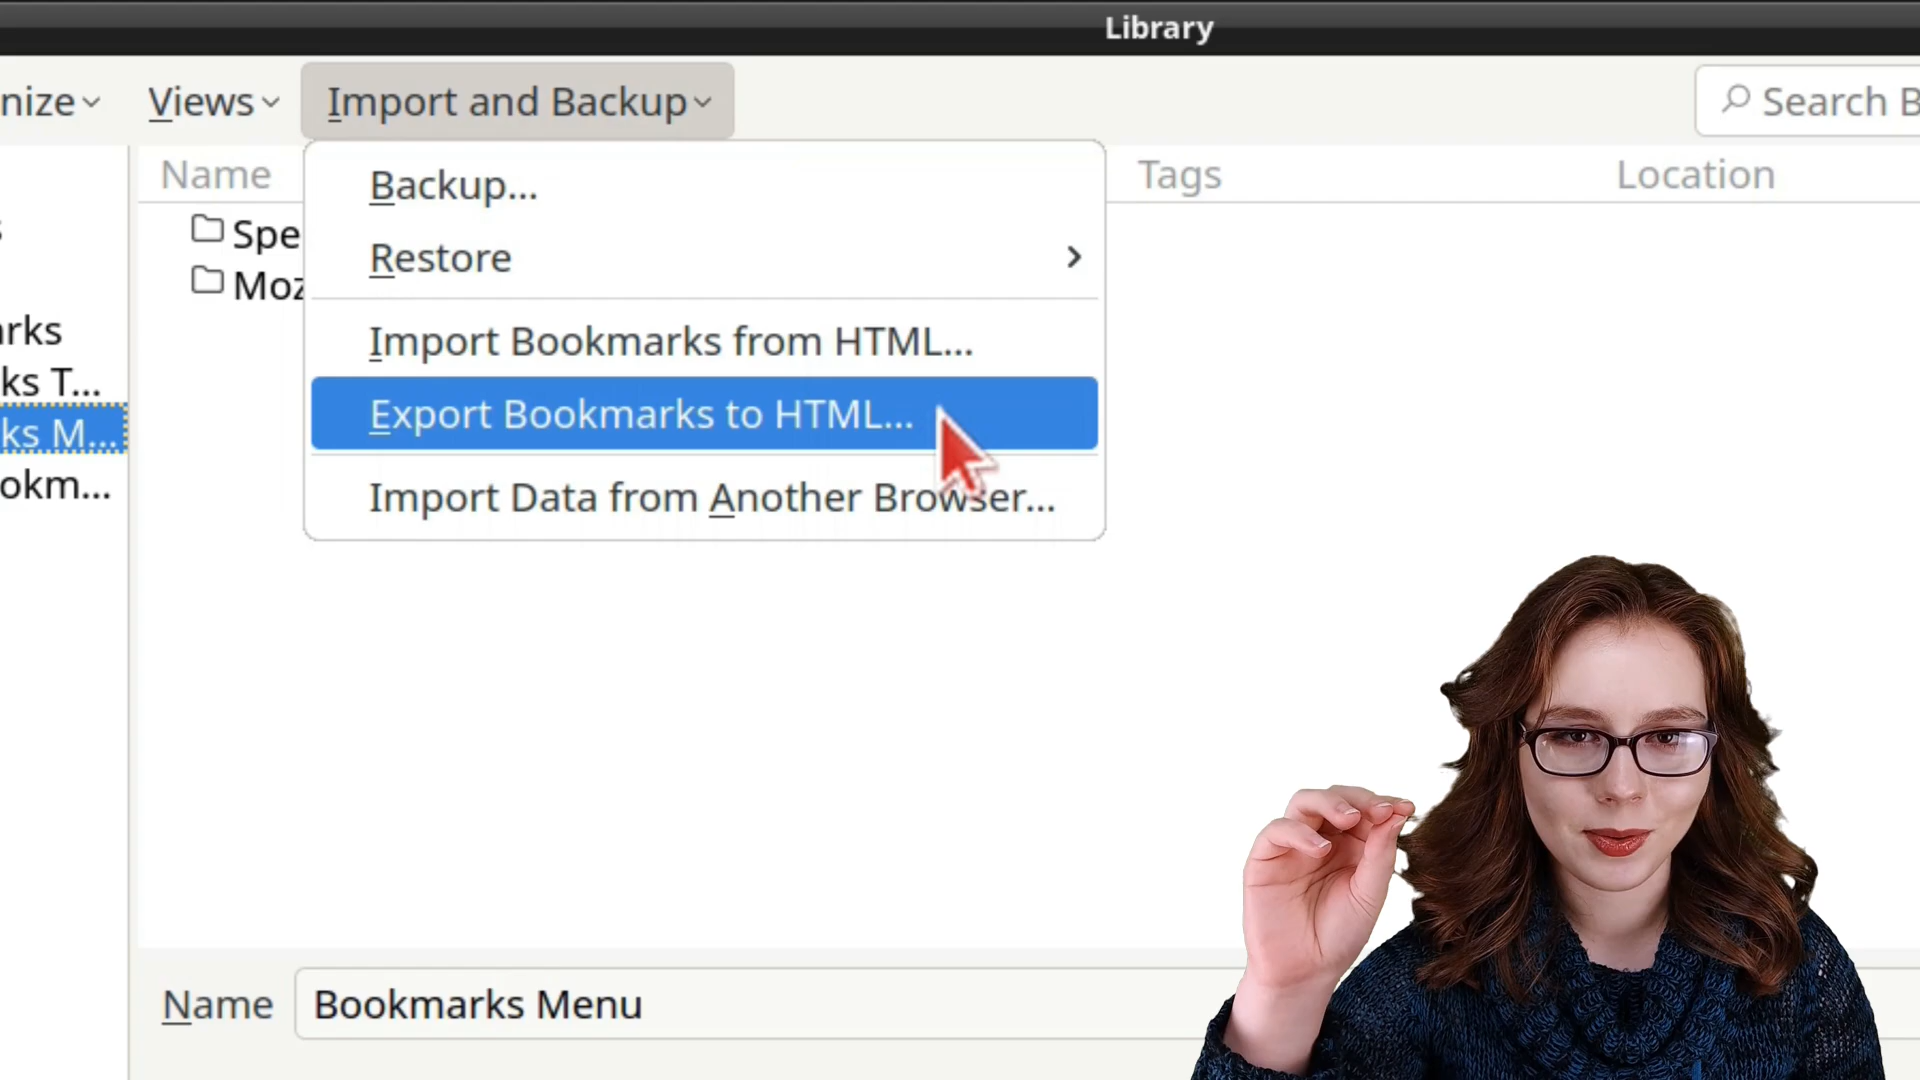 Library
nize Views Import and Backup Search B
Name Tags Location
Backup...
Spe
Restore
Moz
Import Bookmarks from HTML...
rks
ks T...
Export Bookmarks to HTML...
ks M...
okm...
Import Data from Another Browser...
Name Bookmarks Menu